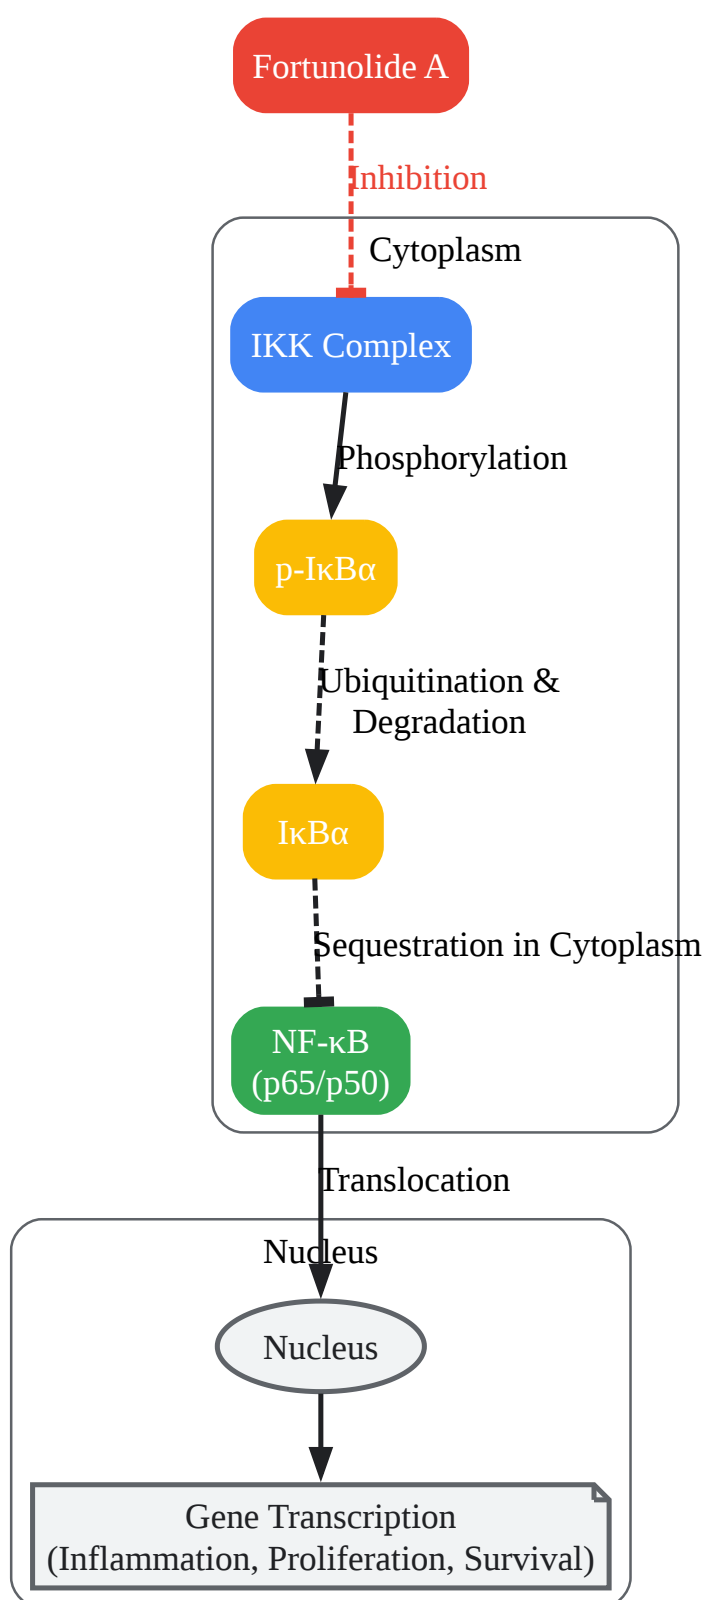 Fortunolide A
Inhibition
Cytoplasm
IKK Complex
Phosphorylation
p-IκBα
Ubiquitination &
Degradation
IκBα
Sequestration in Cytoplasm
NF-κB
(p65/p50)
Translocation
Nucleus
Nucleus
Gene Transcription
(Inflammation, Proliferation, Survival)